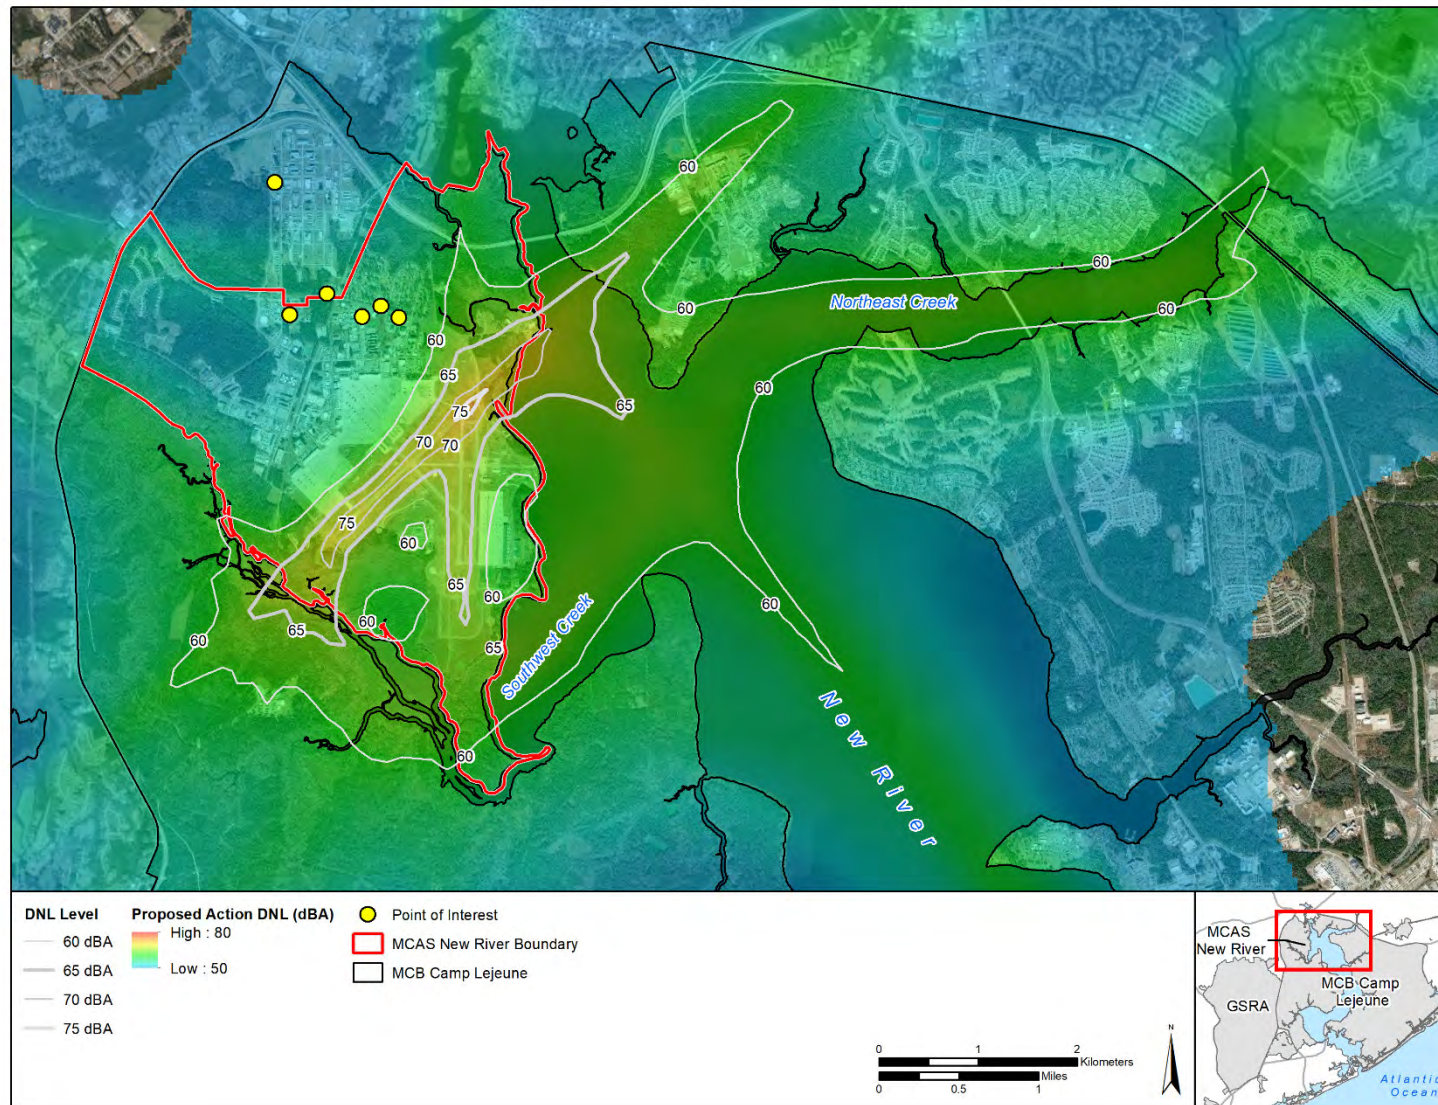 60
60
60
Northeast Creek
60
60
60
65
75
70
70
65
60
75
60
65
60
60
60
65
65
60
Southwest Creek
60
New River
DNL Level
60 dBA
65 dBA
70 dBA
75 dBA
Proposed Action DNL (dBA)
High : 80
Low : 50
Point of Interest
MCAS New River Boundary
MCB Camp Lejeune
0 1 2
Kilometers
Miles
0 0.5 1
N
MCAS
New River
MCB Camp
Lejeune
GSRA
Atlantic
Ocean